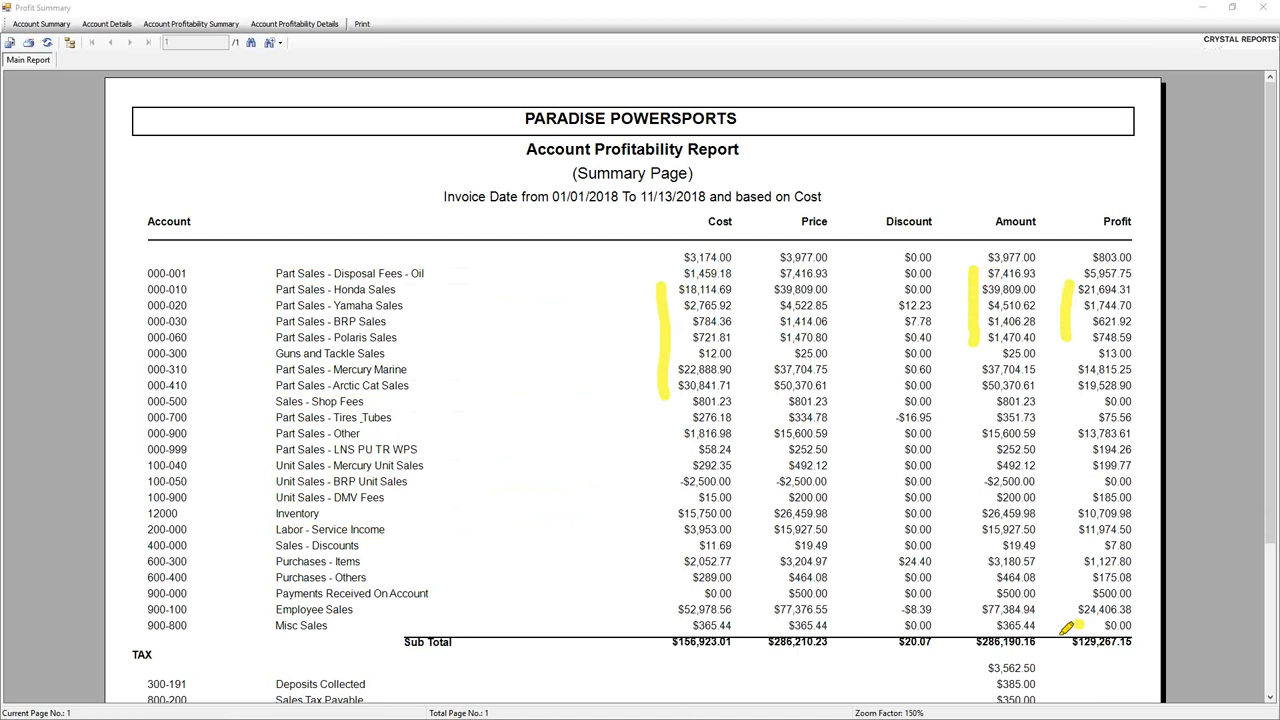 Profit Summary
Account Summary Account Details Account Profitability Summary Account Profitability Details Print
1 /1 CRYSTAL REPORTS
Main Report
PARADISE POWERSPORTS
Account Profitability Report
(Summary Page)
Invoice Date from 01/01/2018 To 11/13/2018 and based on Cost
Account Cost Price Discount Amount Profit
$3,174.00 $3,977.00 $0.00 $3,977.00 $803.00
000-001 Part Sales - Disposal Fees - Oil $1,459.18 $7,416.93 $0.00 $7,416.93 $5,957.75
000-010 Part Sales - Honda Sales $18,114.69 $39,809.00 $0.00 $39,809.00 $21,694.31
000-020 Part Sales - Yamaha Sales $2,765.92 $4,522.85 $12.23 $4,510.62 $1,744.70
000-030 Part Sales - BRP Sales $784.36 $1,414.06 $7.78 $1,406.28 $621.92
000-060 Part Sales - Polaris Sales $721.81 $1,470.80 $0.40 $1,470.40 $748.59
000-300 Guns and Tackle Sales $12.00 $25.00 $0.00 $25.00 $13.00
000-310 Part Sales - Mercury Marine $22,888.90 $37,704.75 $0.60 $37,704.15 $14,815.25
000-410 Part Sales - Arctic Cat Sales $30,841.71 $50,370.61 $0.00 $50,370.61 $19,528.90
000-500 Sales - Shop Fees $801.23 $801.23 $0.00 $801.23 $0.00
000-700 Part Sales - Tires _Tubes $276.18 $334.78 -$16.95 $351.73 $75.56
000-900 Part Sales - Other $1,816.98 $15,600.59 $0.00 $15,600.59 $13,783.61
000-999 Part Sales - LNS PU TR WPS $58.24 $252.50 $0.00 $252.50 $194.26
100-040 Unit Sales - Mercury Unit Sales $292.35 $492.12 $0.00 $492.12 $199.77
100-050 Unit Sales - BRP Unit Sales -$2,500.00 -$2,500.00 $0.00 -$2,500.00 $0.00
100-900 Unit Sales - DMV Fees $15.00 $200.00 $0.00 $200.00 $185.00
12000 Inventory $15,750.00 $26,459.98 $0.00 $26,459.98 $10,709.98
200-000 Labor - Service Income $3,953.00 $15,927.50 $0.00 $15,927.50 $11,974.50
400-000 Sales - Discounts $11.69 $19.49 $0.00 $19.49 $7.80
600-300 Purchases - Items $2,052.77 $3,204.97 $24.40 $3,180.57 $1,127.80
600-400 Purchases - Others $289.00 $464.08 $0.00 $464.08 $175.08
900-000 Payments Received On Account $0.00 $500.00 $0.00 $500.00 $500.00
900-100 Employee Sales $52,978.56 $77,376.55 -$8.39 $77,384.94 $24,406.38
900-800 Misc Sales $365.44 $365.44 $0.00 $365.44 $0.00
Sub Total $156,923.01 $286,210.23 $20.07 $286,190.16 $129,267.15
TAX
$3,562.50
300-191 Deposits Collected $385.00
800-200 Sales Tax Payable $350.00
Current Page No.: 1 Total Page No.: 1 Zoom Factor: 150%